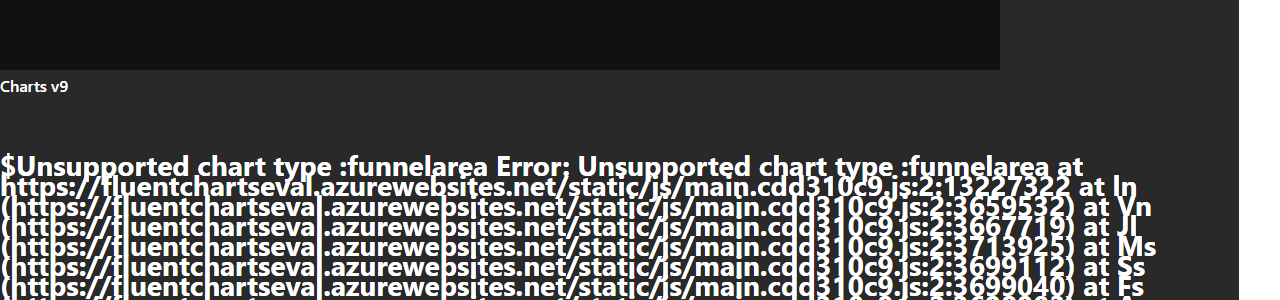 Charts v9
$Unsupported chart type :funnelarea Error: Unsupported chart type :funnelarea at
https://fluentchartseval.azurewebsites.net/static/js/main.cdd310c9.js:2:13227322 at ln
(https://fluentchartseval.azurewebsites.net/static/js/main.cdd310c9.js:2:3659532) at Vn
(https://fluentchartseval.azurewebsites.net/static/js/main.cdd310c9.js:2:3667719) at Jl
(https://fluentchartseval.azurewebsites.net/static/js/main.cdd310c9.js:2:3713925) at Ms
(https://fluentchartseval.azurewebsites.net/static/js/main.cdd310c9.js:2:3699112) at Ss
(https://fluentchartseval.azurewebsites.net/static/js/main.cdd310c9.js:2:3699040) at Fs